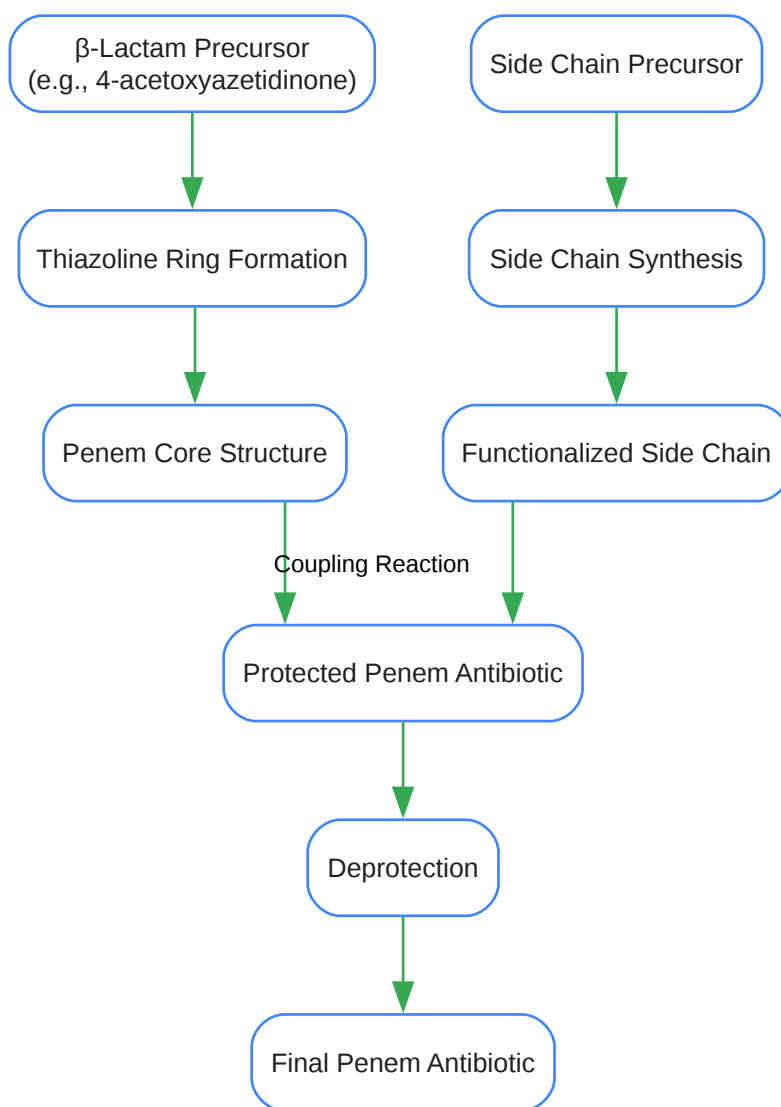 β-Lactam Precursor
(e.g., 4-acetoxyazetidinone)
Side Chain Precursor
Thiazoline Ring Formation
Side Chain Synthesis
Penem Core Structure
Functionalized Side Chain
Coupling Reaction
Protected Penem Antibiotic
Deprotection
Final Penem Antibiotic